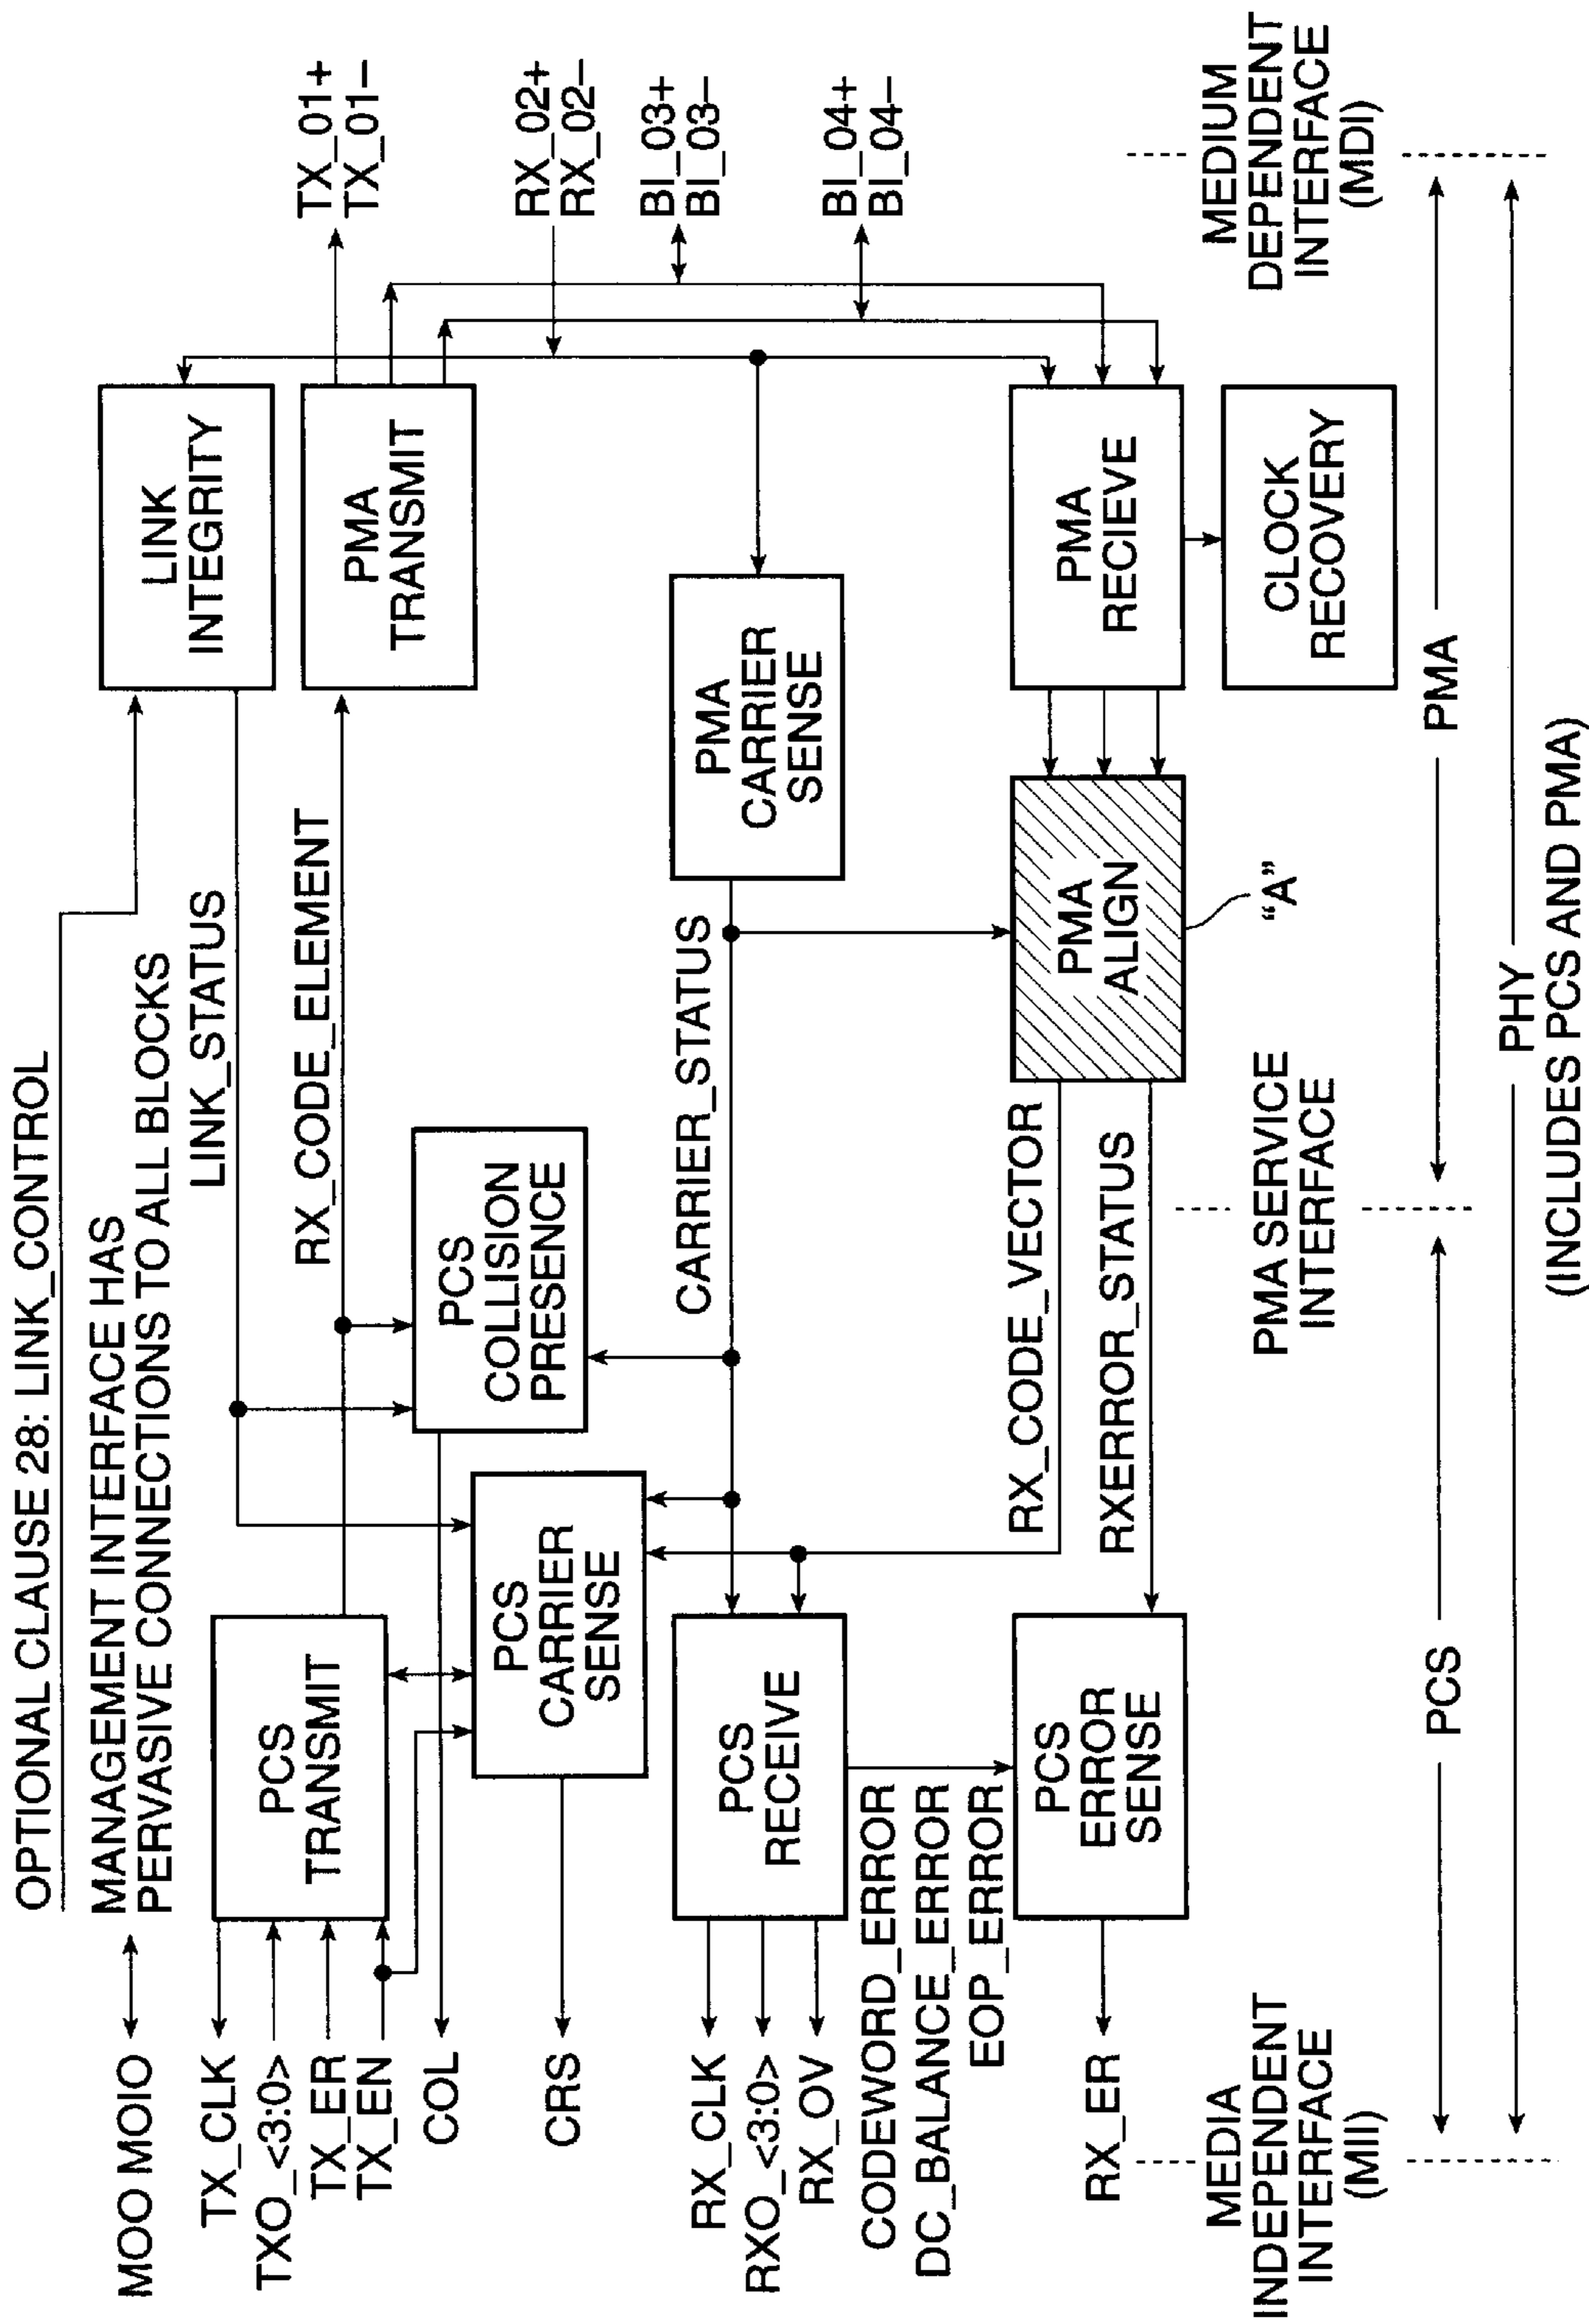 OPTIONAL CLAUSE 28: LINK_CONTROL
MANAGEMENT INTERFACE HAS
PERVASIVE CONNECTIONS TO ALL BLOCKS
MOO MOIO
LINK_STATUS
LINK
INTEGRITY
TX_CLK
TXO_<3:0>
TX_ER
TX_EN
PCS
TRANSMIT
RX_CODE_ELEMENT
PMA
TRANSMIT
TX_01+
TX_01−
COL
PCS
COLLISION
PRESENCE
CRS
PCS
CARRIER
SENSE
RX_02+
RX_02−
BI_03+
BI_03−
CARRIER_STATUS
PMA
CARRIER
SENSE
BI_04+
BI_04−
RX_CLK
RXO_<3:0>
RX_OV
PCS
RECEIVE
CODEWORD_ERROR
DC_BALANCE_ERROR
EOP_ERROR
RX_CODE_VECTOR
RXERROR_STATUS
PMA
ALIGN
"A"
PMA
RECIEVE
CLOCK
RECOVERY
RX_ER
PCS
ERROR
SENSE
MEDIA
INDEPENDENT
INTERFACE
(MII)
PMA SERVICE
INTERFACE
MEDIUM
DEPENDENT
INTERFACE
(MDI)
PCS
PMA
PHY
(INCLUDES PCS AND PMA)